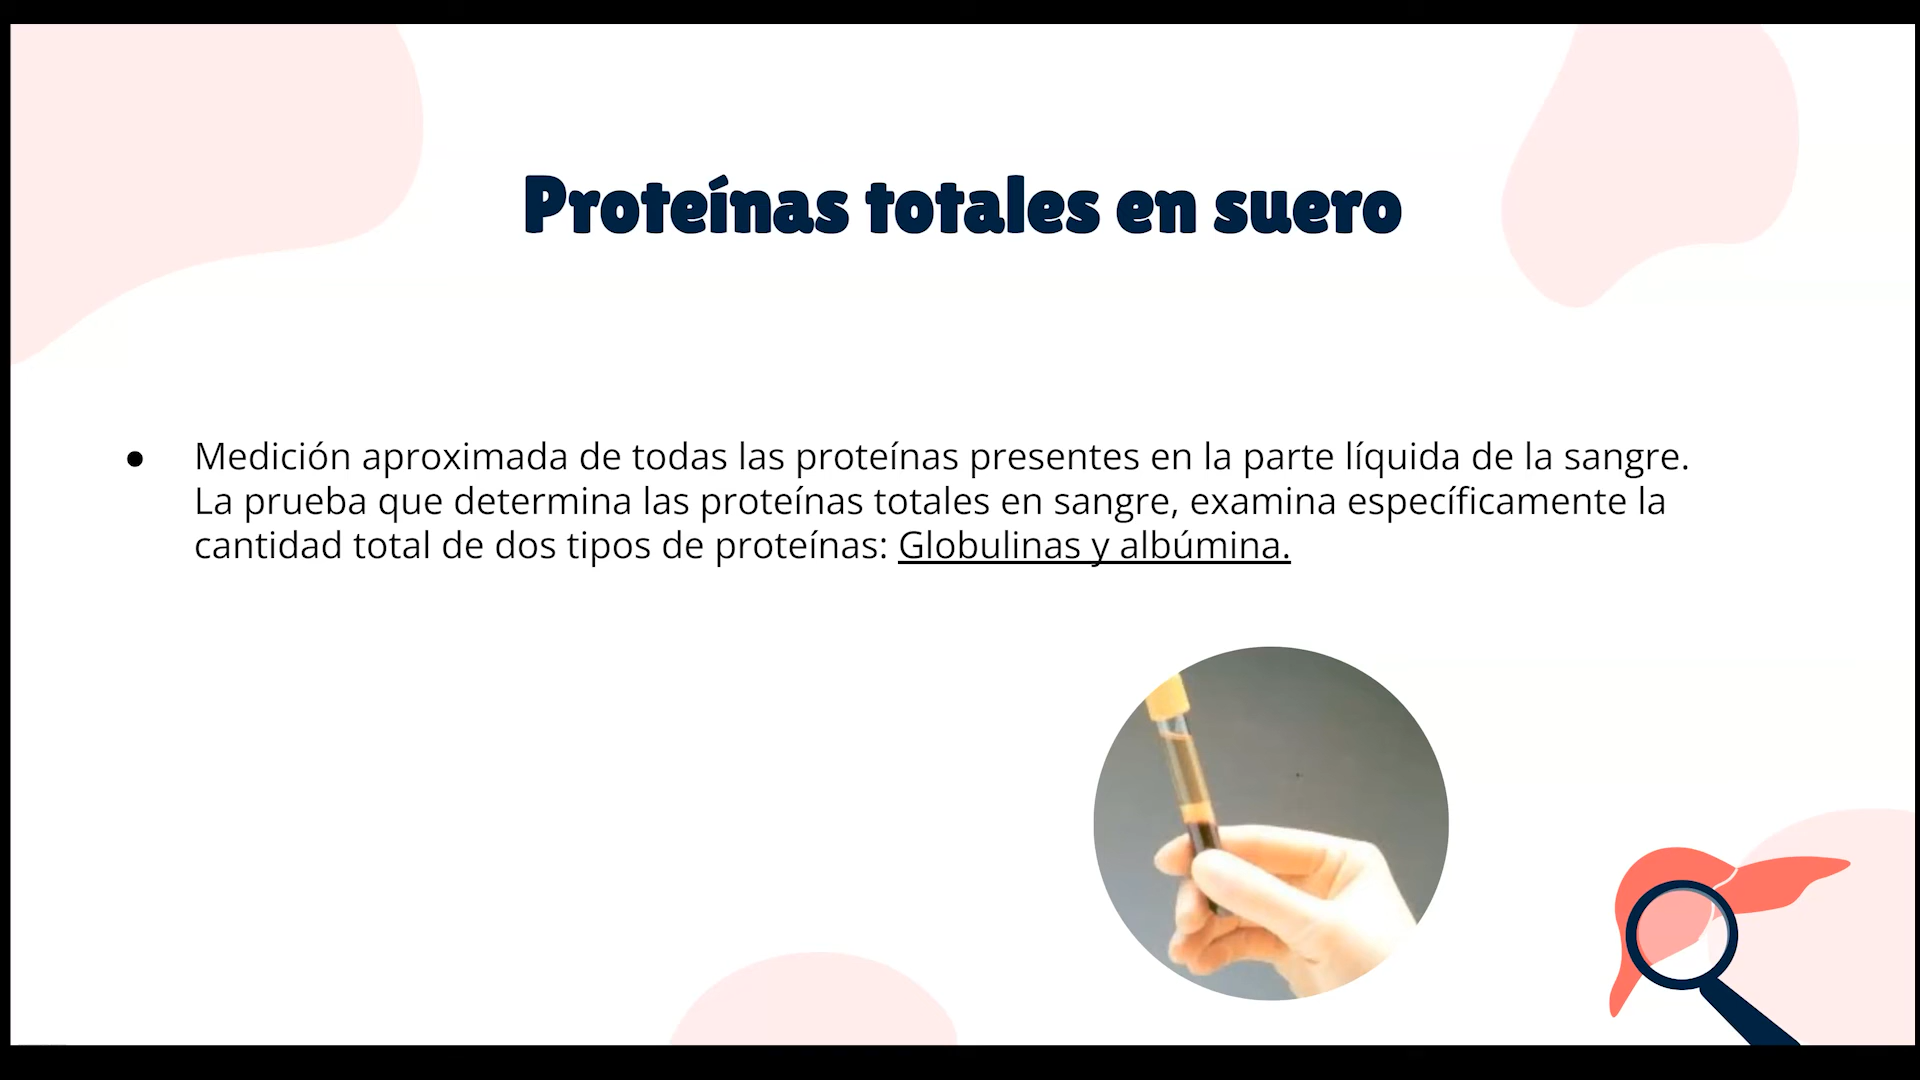 Proteínas totales en suero
● Medición aproximada de todas las proteínas presentes en la parte líquida de la sangre.
La prueba que determina las proteínas totales en sangre, examina específicamente la
cantidad total de dos tipos de proteínas: Globulinas y albúmina.